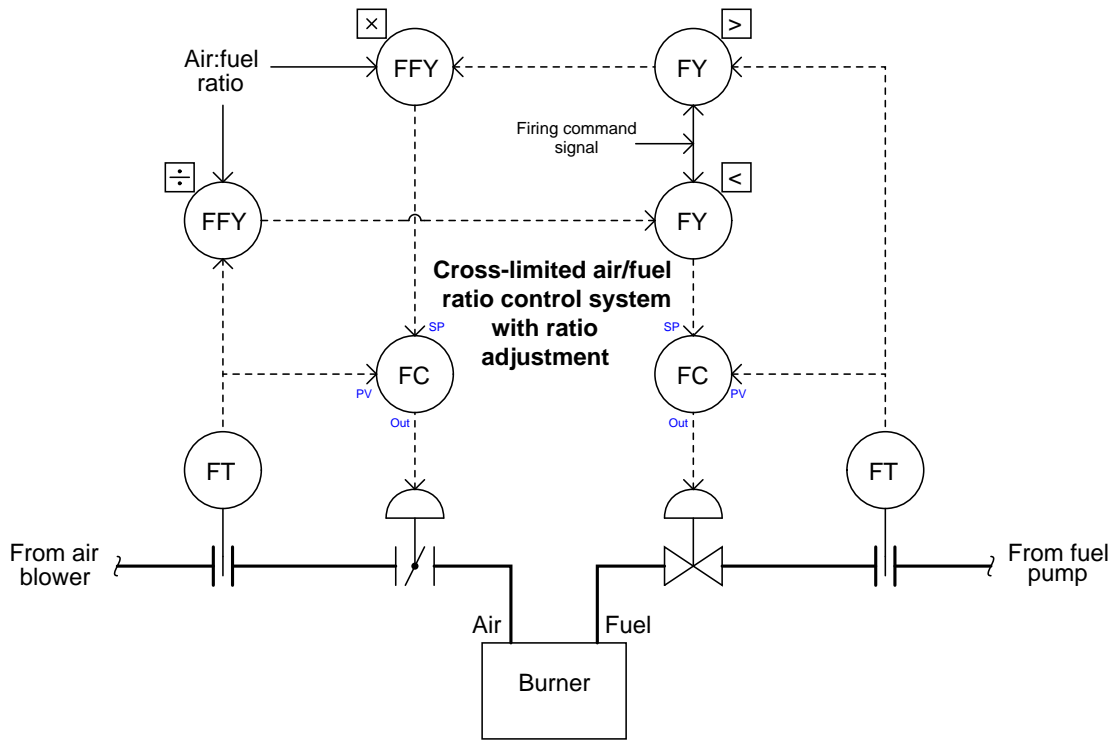 ×
>
Air:fuel
ratio
FFY
FY
Firing command
signal
÷
<
FFY
FY
Cross-limited air/fuel
ratio control system
with ratio
adjustment
SP
SP
FC
FC
PV
PV
Out
Out
FT
FT
From air
blower
From fuel
pump
Air
Fuel
Burner